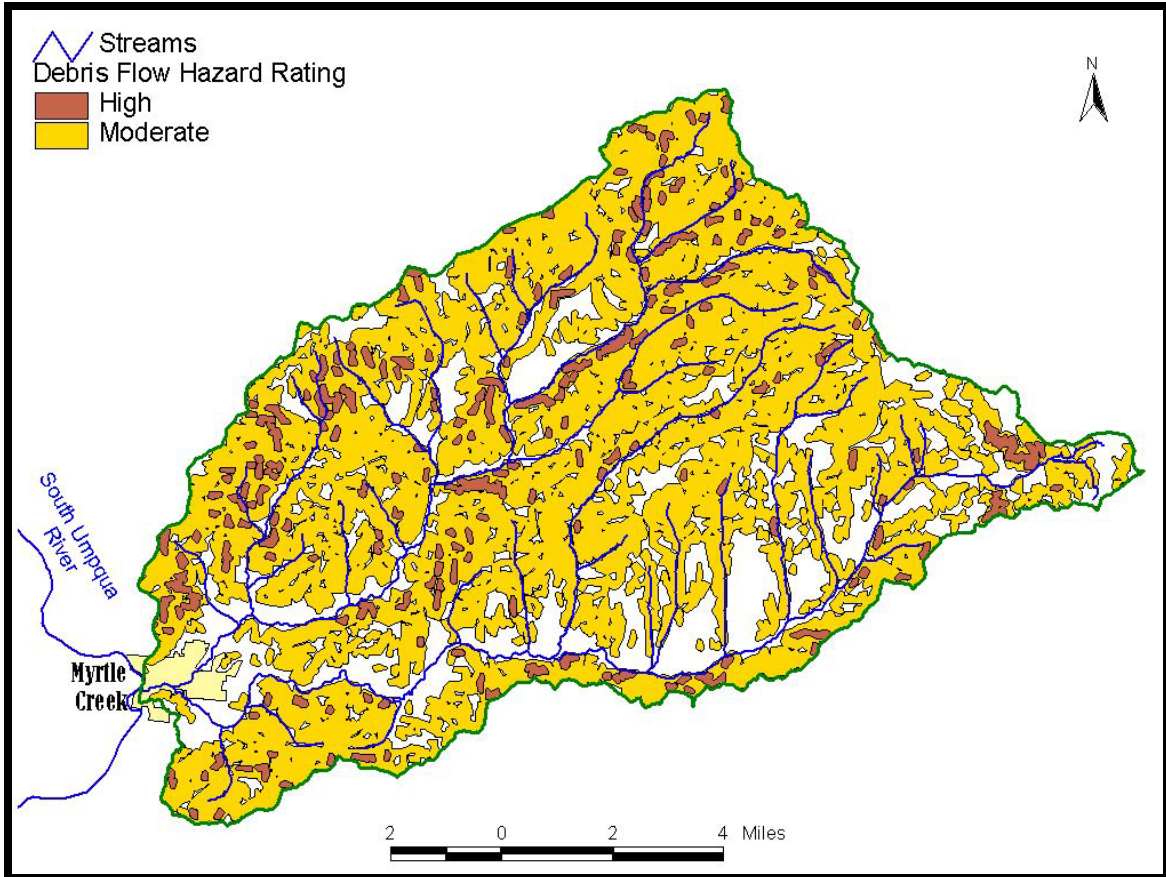 Streams
Debris Flow Hazard Rating
High
Moderate
N
South Umpqua
River
Myrtle
Creek
2 0 2 4 Miles